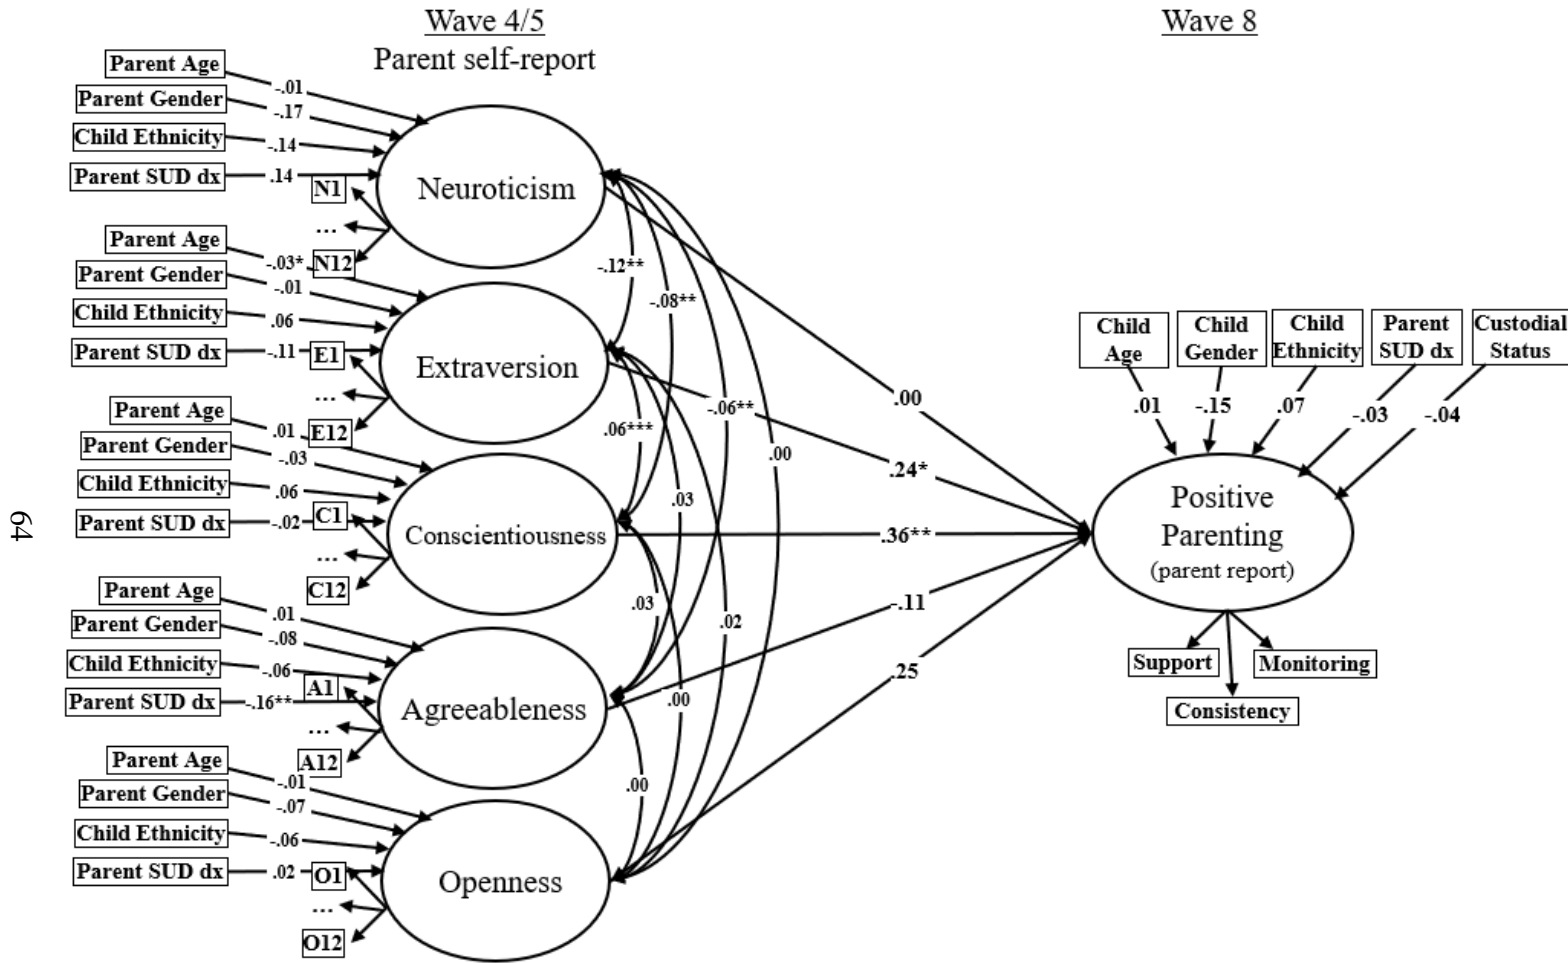 Wave 4/5
Parent self-report
Wave 8
Parent Age
-.01
Parent Gender
-.17
Child Ethnicity
-.14
Parent SUD dx
.14
N1
...
N12
Neuroticism
Parent Age
-.03*
Parent Gender
-.01
Child Ethnicity
.06
Parent SUD dx
-.11
E1
...
E12
Extraversion
Parent Age
.01
Parent Gender
-.03
Child Ethnicity
.06
Parent SUD dx
-.02
C1
...
C12
Conscientiousness
Parent Age
.01
Parent Gender
-.08
Child Ethnicity
-.06
Parent SUD dx
-.16**
A1
...
A12
Agreeableness
Parent Age
-.01
Parent Gender
-.07
Child Ethnicity
-.06
Parent SUD dx
.02
O1
...
O12
Openness
-.12**
-.08**
-.06**
.00
.06***
.03
.02
.03
.00
.00
.00
.24*
.36**
-.11
.25
Child
Age
Child
Gender
Child
Ethnicity
Parent
SUD dx
Custodial
Status
.01
-.15
.07
-.03
-.04
Positive
Parenting
(parent report)
Support
Monitoring
Consistency
64